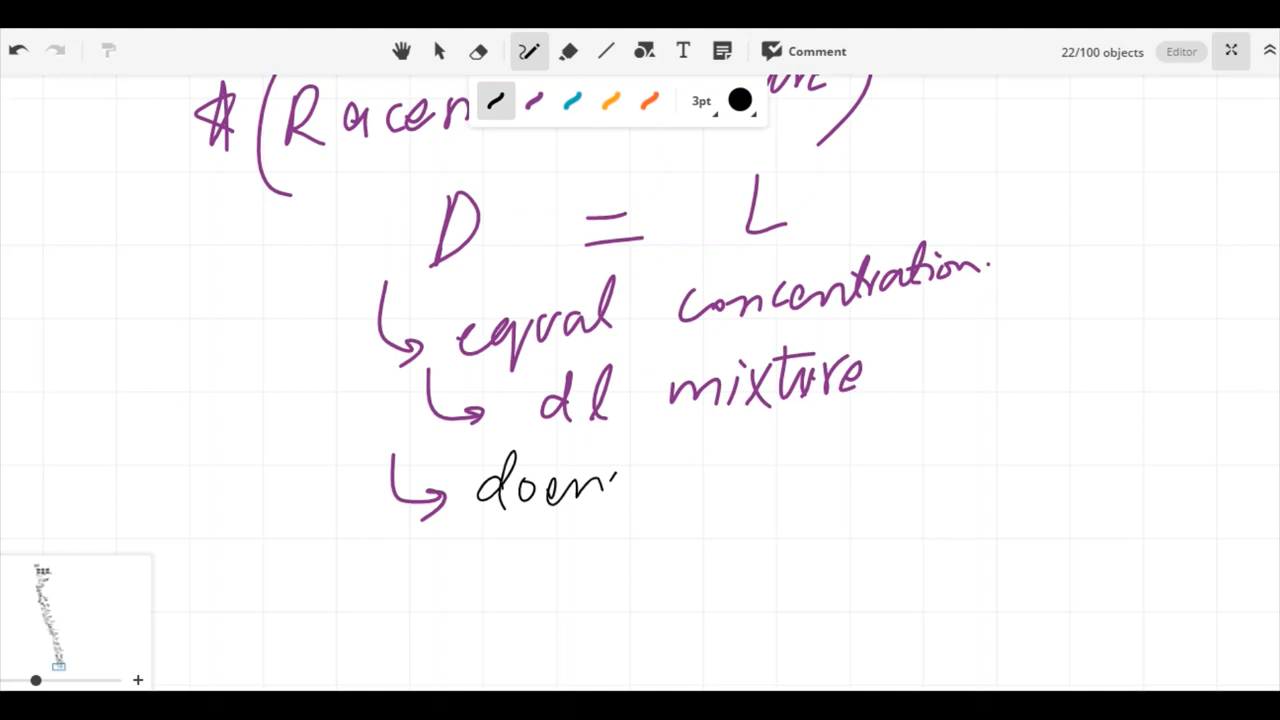 Comment
22/100 objects
Editor
3pt
(Racem
D = L
equal concentration.
dl mixture
doen'